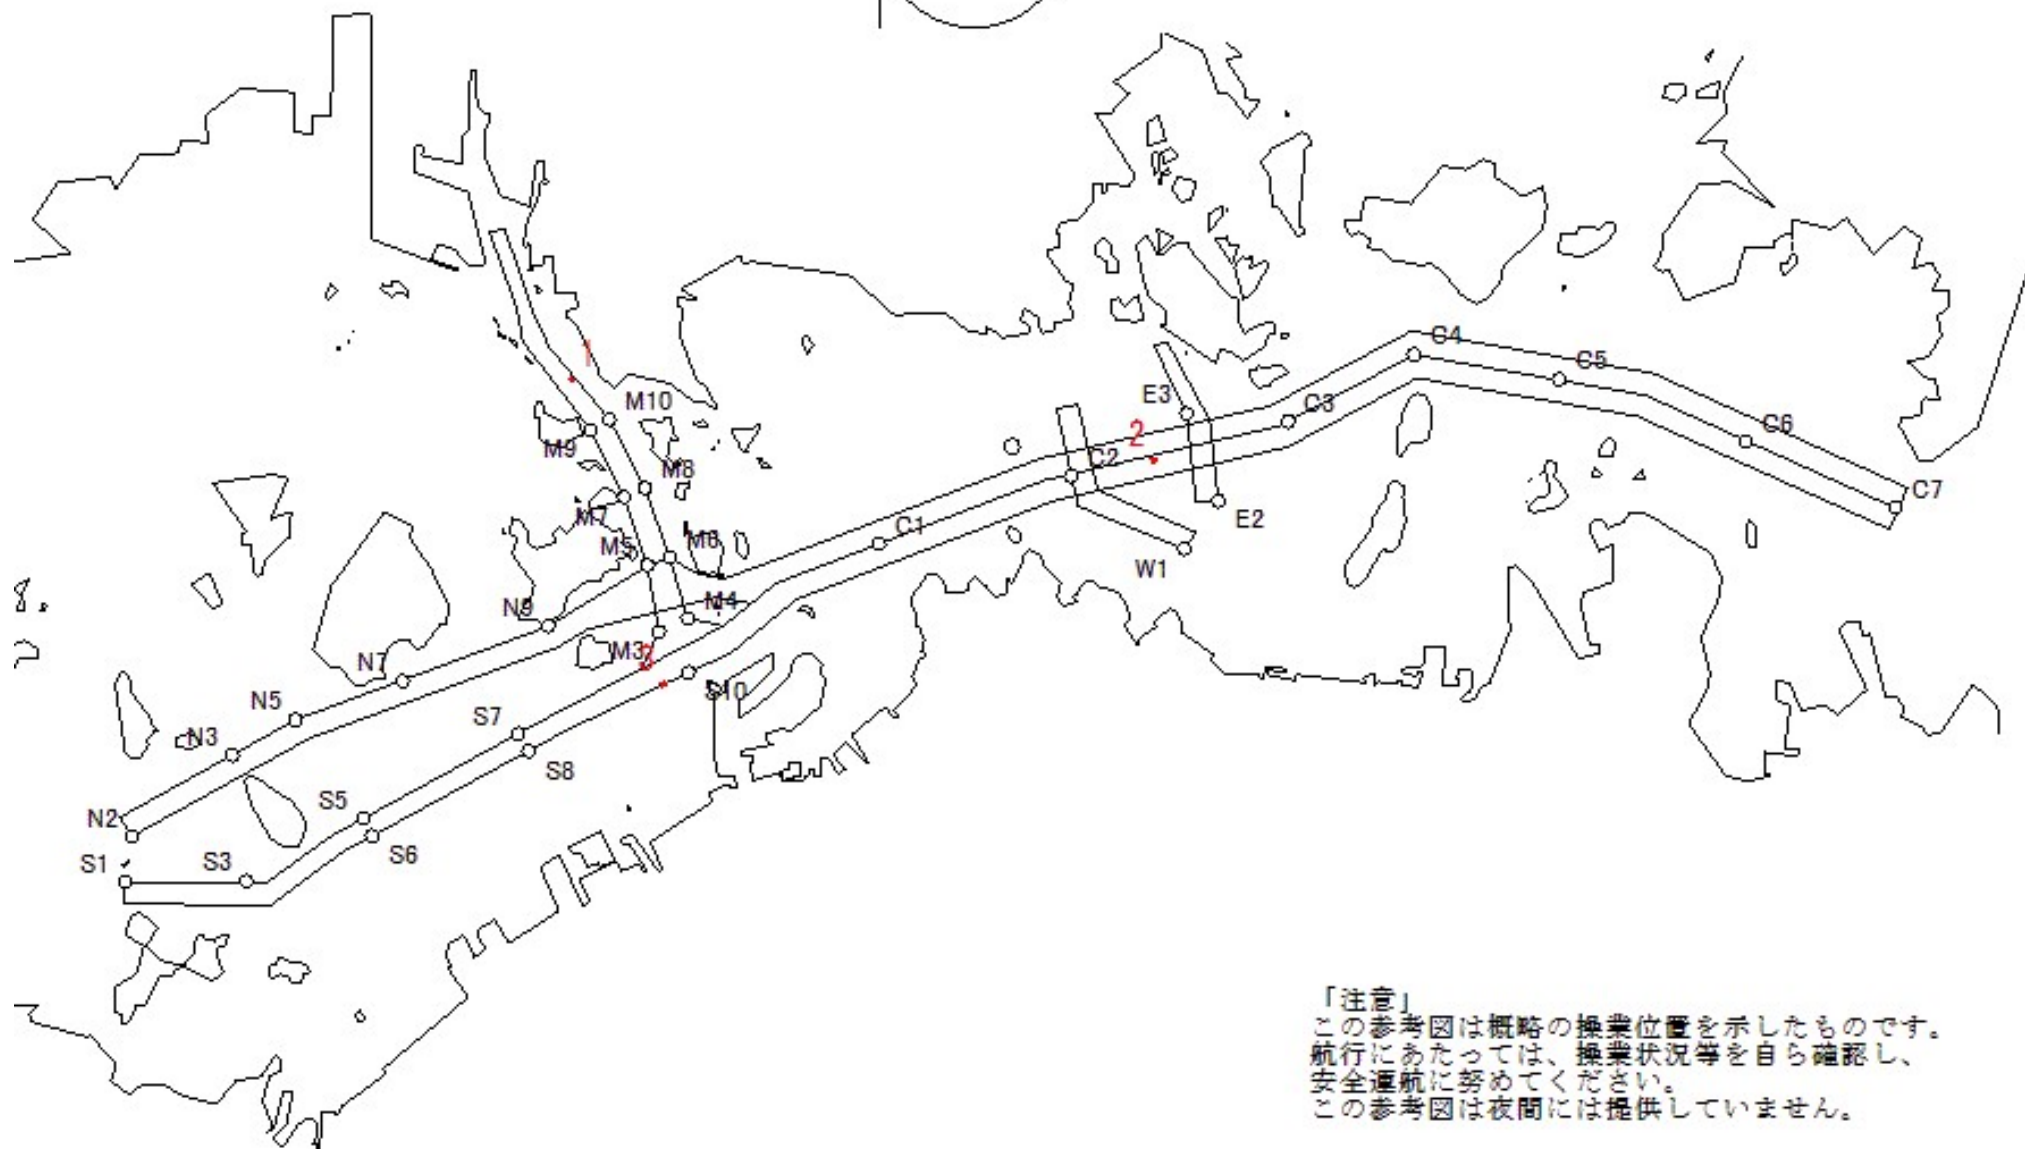 1
C4
C5
M10
E3
C3
2
C6
M9
C2
M8
C7
M7
E2
C1
M5
M6
W1
N9
M4
M3
3
N7
S10
N5
S7
N3
S8
S5
N2
S6
S1
S3
「注意」
この参考図は概略の操業位置を示したものです。
航行にあたっては、操業状況等を自ら確認し、
安全運航に努めてください。
この参考図は夜間には提供していません。